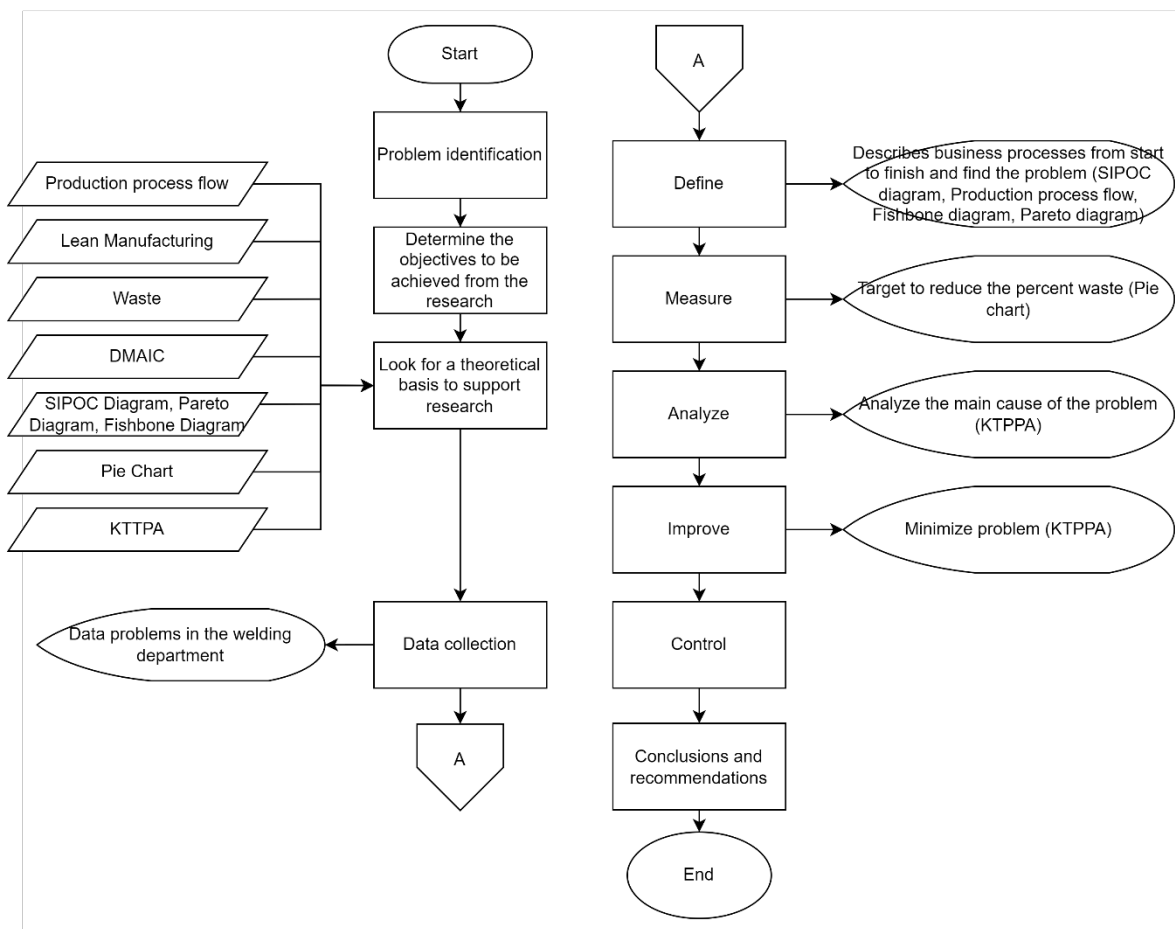 Start
Problem identification
Production process flow
Lean Manufacturing
Waste
DMAIC
SIPOC Diagram, Pareto
Diagram, Fishbone Diagram
Pie Chart
KTTPA
Determine the
objectives to be
achieved from the
research
Look for a theoretical
basis to support
research
Data collection
Data problems in the welding
department
A
A
Define
Describes business processes from start
to finish and find the problem (SIPOC
diagram, Production process flow,
Fishbone diagram, Pareto diagram)
Measure
Target to reduce the percent waste (Pie
chart)
Analyze
Analyze the main cause of the problem
(KTPPA)
Improve
Minimize problem (KTPPA)
Control
Conclusions and
recommendations
End